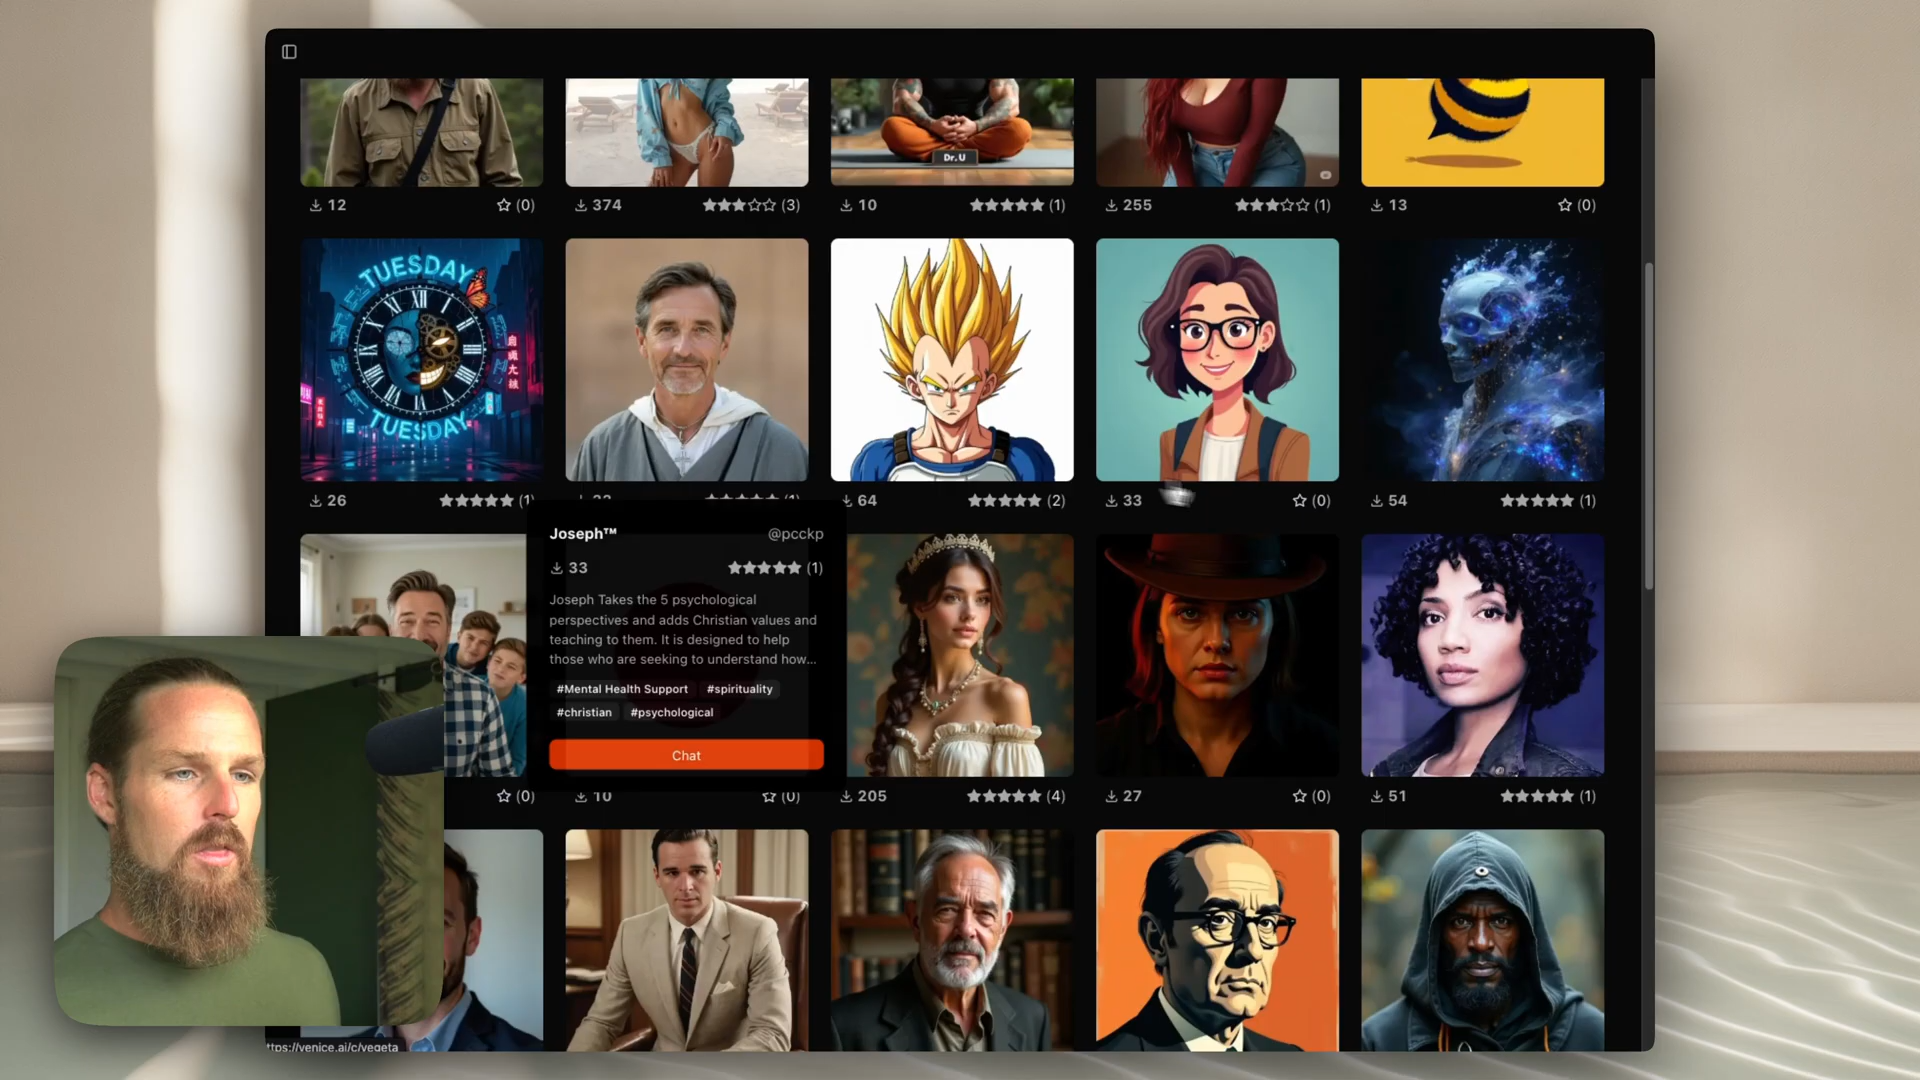 Dr. U
12 (0)
374 (3)
10 (1)
255 (1)
13 (0)
TUESDAY
TUESDAY
26 (1)
64 (2)
33 (0)
54 (1)
Joseph™ @pcckp
33 (1)
Joseph Takes the 5 psychological
perspectives and adds Christian values and
teaching to them. It is designed to help
those who are seeking to understand how...
#Mental Health Support #spirituality
#christian #psychological
Chat
(0)
10 (0)
205 (4)
27 (0)
51 (1)
ttps://venice.ai/c/vegeta